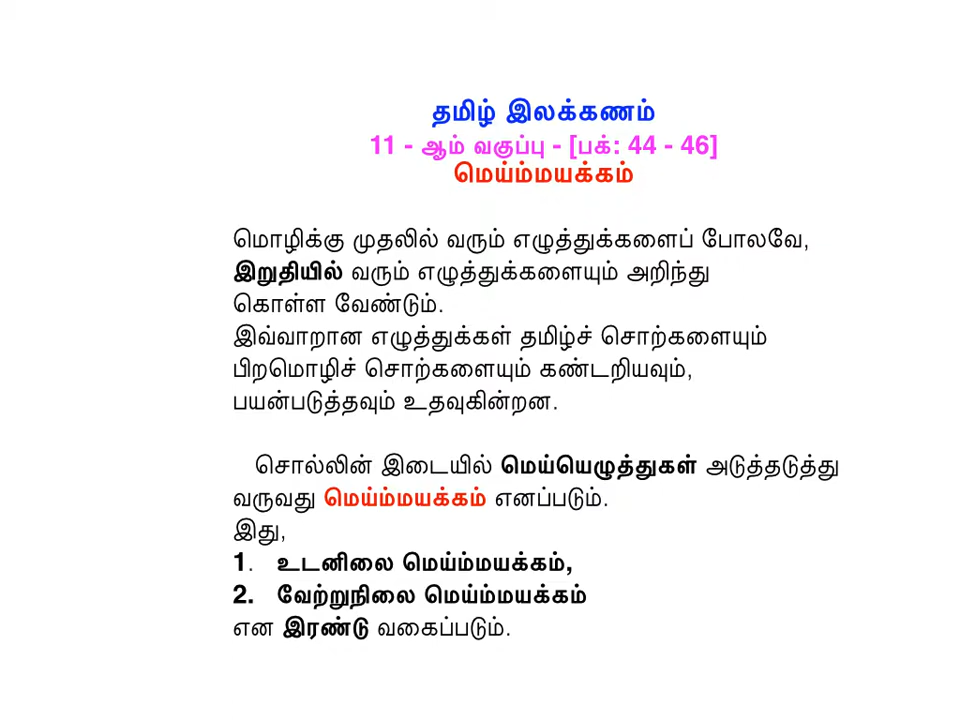 தமிழ் இலக்கணம்
11 - ஆம் வகுப்பு - [பக்: 44 - 46]
மெய்ம்மயக்கம்
மொழிக்கு முதலில் வரும் எழுத்துக்களைப் போலவே,
இறுதியில் வரும் எழுத்துக்களையும் அறிந்து
கொள்ள வேண்டும்.
இவ்வாறான எழுத்துக்கள் தமிழ்ச் சொற்களையும்
பிறமொழிச் சொற்களையும் கண்டறியவும்,
பயன்படுத்தவும் உதவுகின்றன.
சொல்லின் இடையில் மெய்யெழுத்துகள் அடுத்தடுத்து
வருவது மெய்ம்மயக்கம் எனப்படும்.
இது,
1. உடனிலை மெய்ம்மயக்கம்,
2. வேற்றுநிலை மெய்ம்மயக்கம்
என இரண்டு வகைப்படும்.